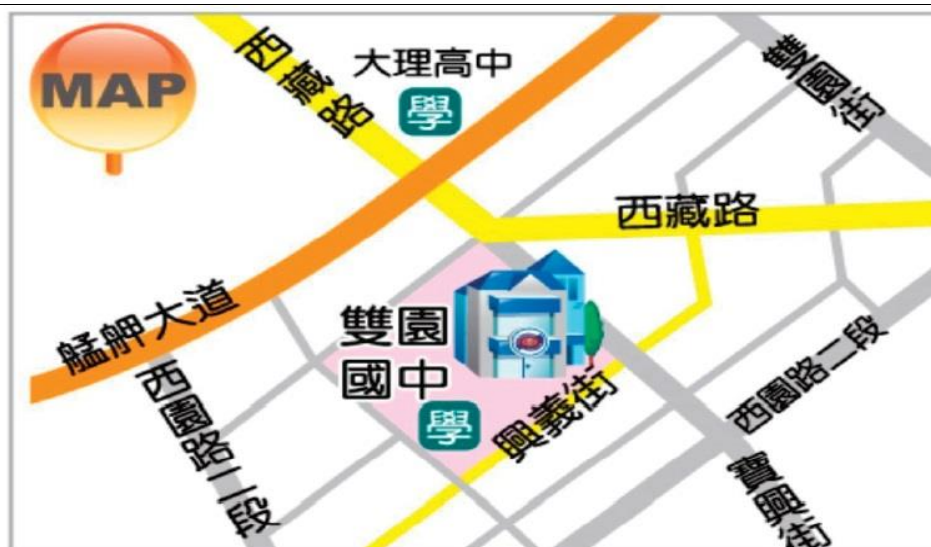 MAP
西藏路
大理高中
學
雙園街
西藏路
艋舺大道
雙園
國中
學
興義街
西園路二段
西園路二段
寶興街